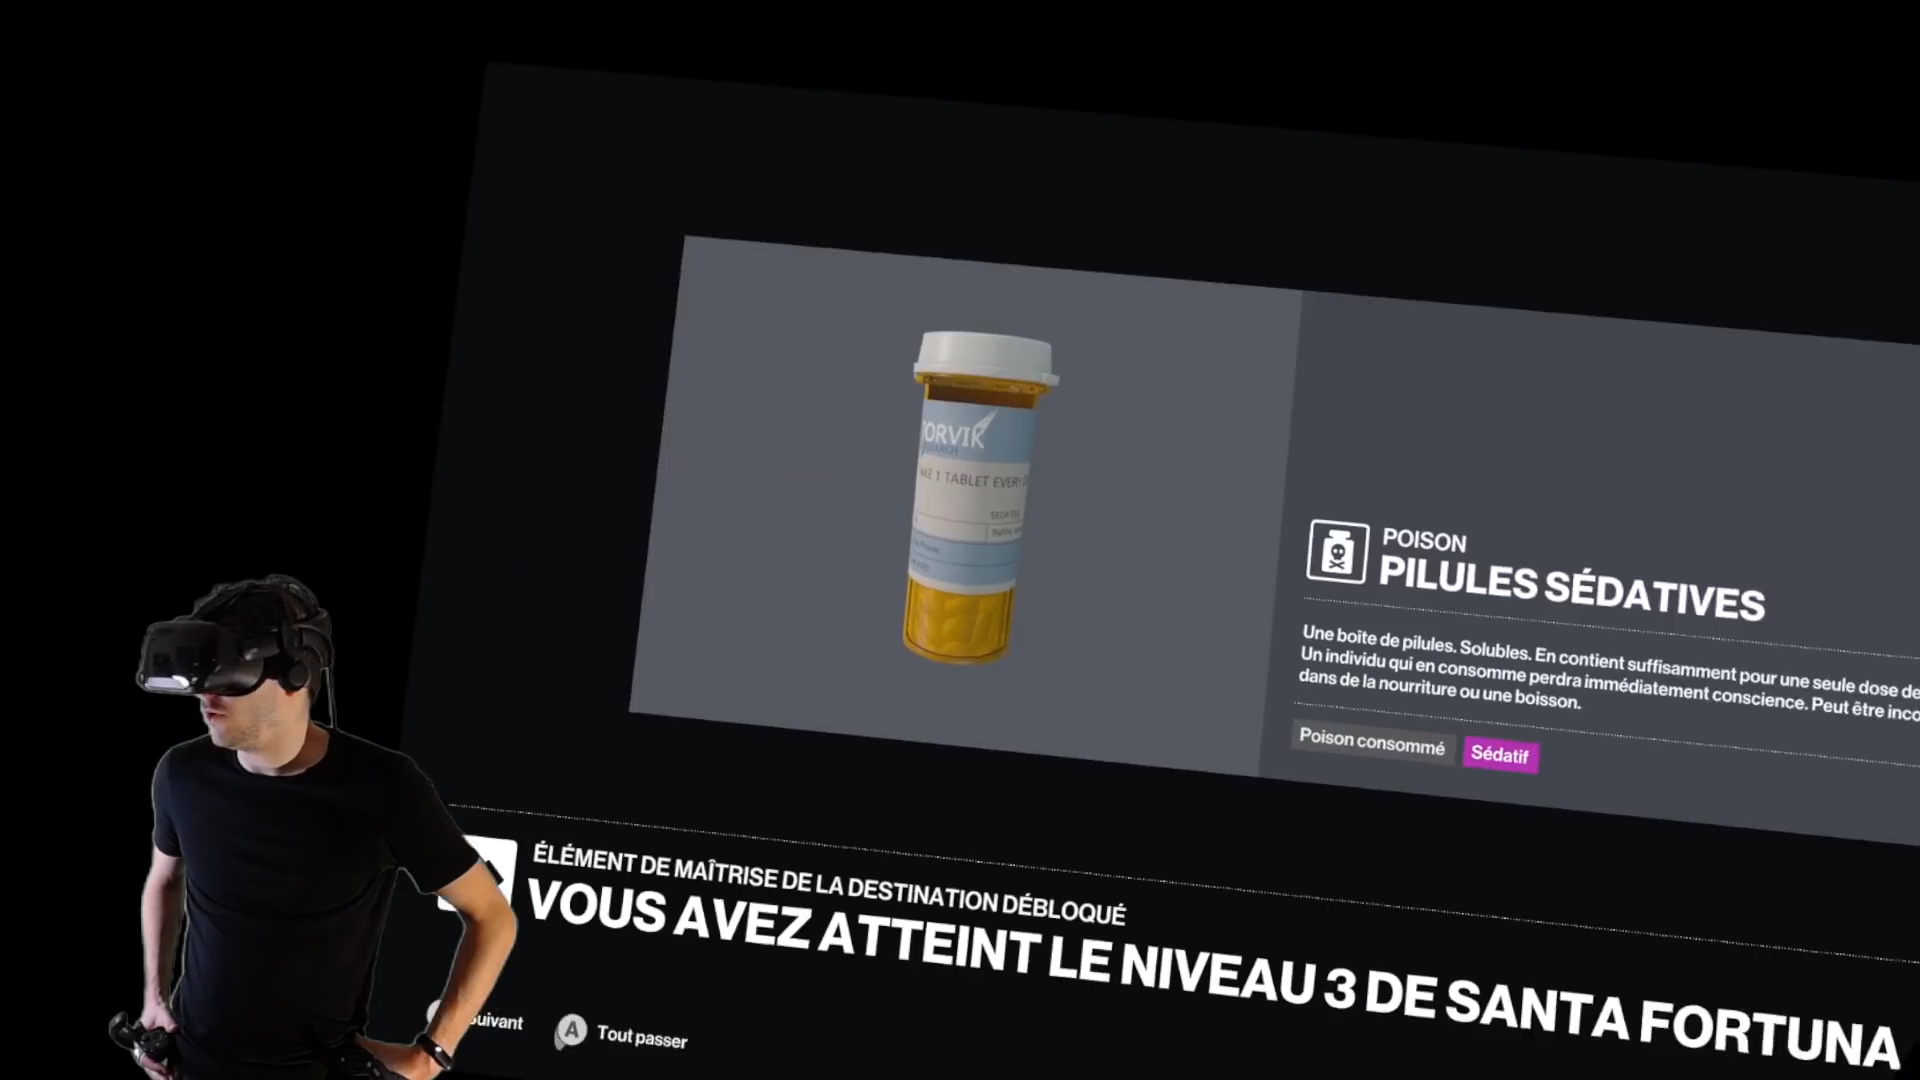 ORVIK
1 TABLET EVERY
POISON
PILULES SÉDATIVES
Une boîte de pilules. Solubles. En contient suffisamment pour une seule dose de
Un individu qui en consomme perdra immédiatement conscience. Peut être inco
dans de la nourriture ou une boisson.
Poison consommé
Sédatif
ÉLÉMENT DE MAÎTRISE DE LA DESTINATION DÉBLOQUÉ
VOUS AVEZ ATTEINT LE NIVEAU 3 DE SANTA FORTUNA
Suivant
A Tout passer